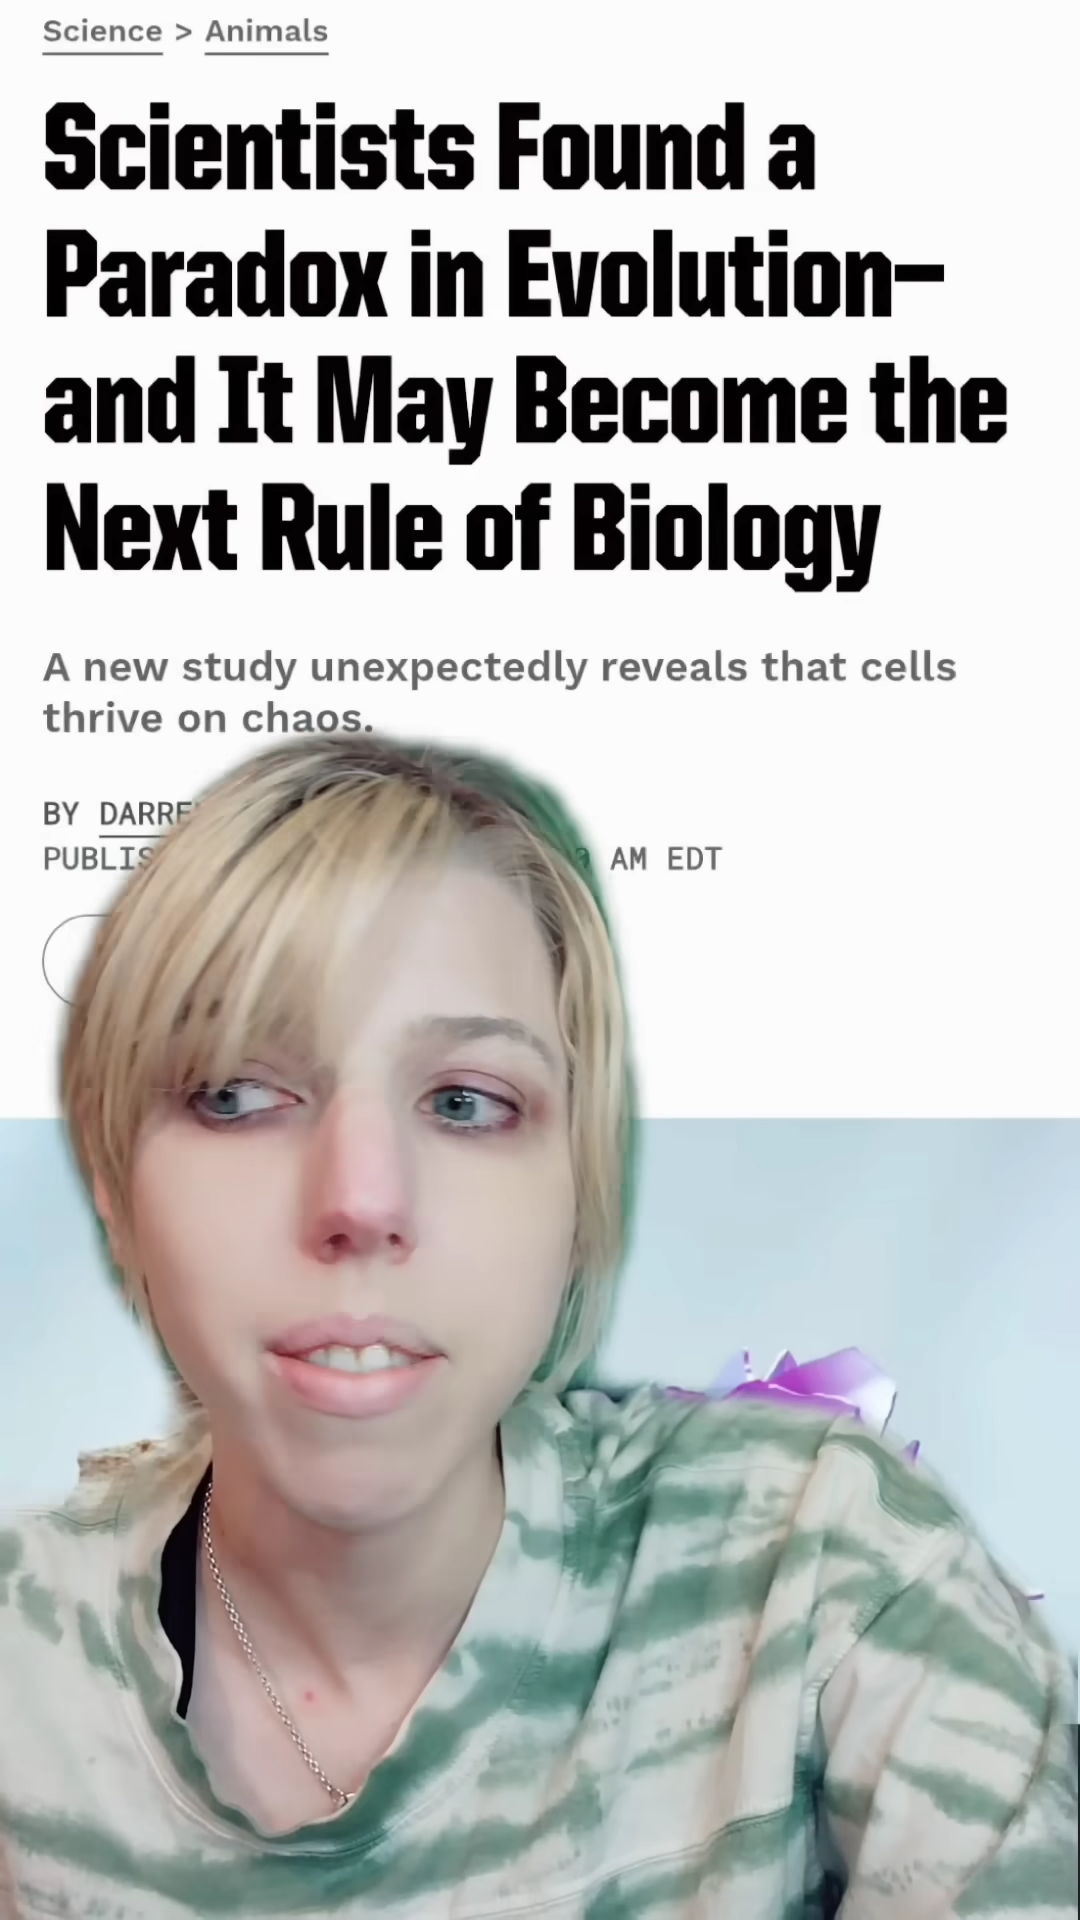 Science > Animals
Scientists Found a
Paradox in Evolution—
and It May Become the
Next Rule of Biology
A new study unexpectedly reveals that cells
thrive on chaos.
BY
AM EDT